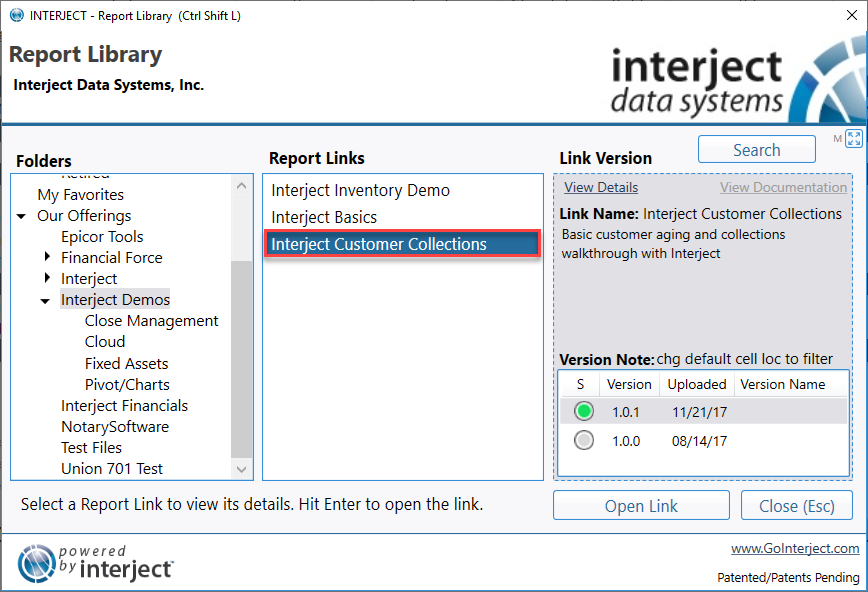 INTERJECT - Report Library (Ctrl Shift L)
Report Library
Interject Data Systems, Inc.
interject
data systems
Folders
Retired
My Favorites
Our Offerings
Epicor Tools
Financial Force
Interject
Interject Demos
Close Management
Cloud
Fixed Assets
Pivot/Charts
Interject Financials
NotarySoftware
Test Files
Union 701 Test
Report Links
Interject Inventory Demo
Interject Basics
Interject Customer Collections
Link Version
Search
M
View Details View Documentation
Link Name: Interject Customer Collections
Basic customer aging and collections
walkthrough with Interject
Version Note: chg default cell loc to filter
S Version Uploaded Version Name
1.0.1 11/21/17
1.0.0 08/14/17
Select a Report Link to view its details. Hit Enter to open the link.
Open Link
Close (Esc)
powered
by interject
www.GoInterject.com
Patented/Patents Pending